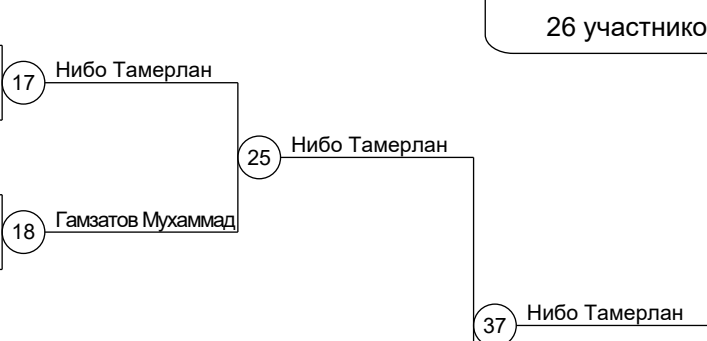 26 участнико
17 Нибо Тамерлан
25 Нибо Тамерлан
18 Гамзатов Мухаммад
37 Нибо Тамерлан